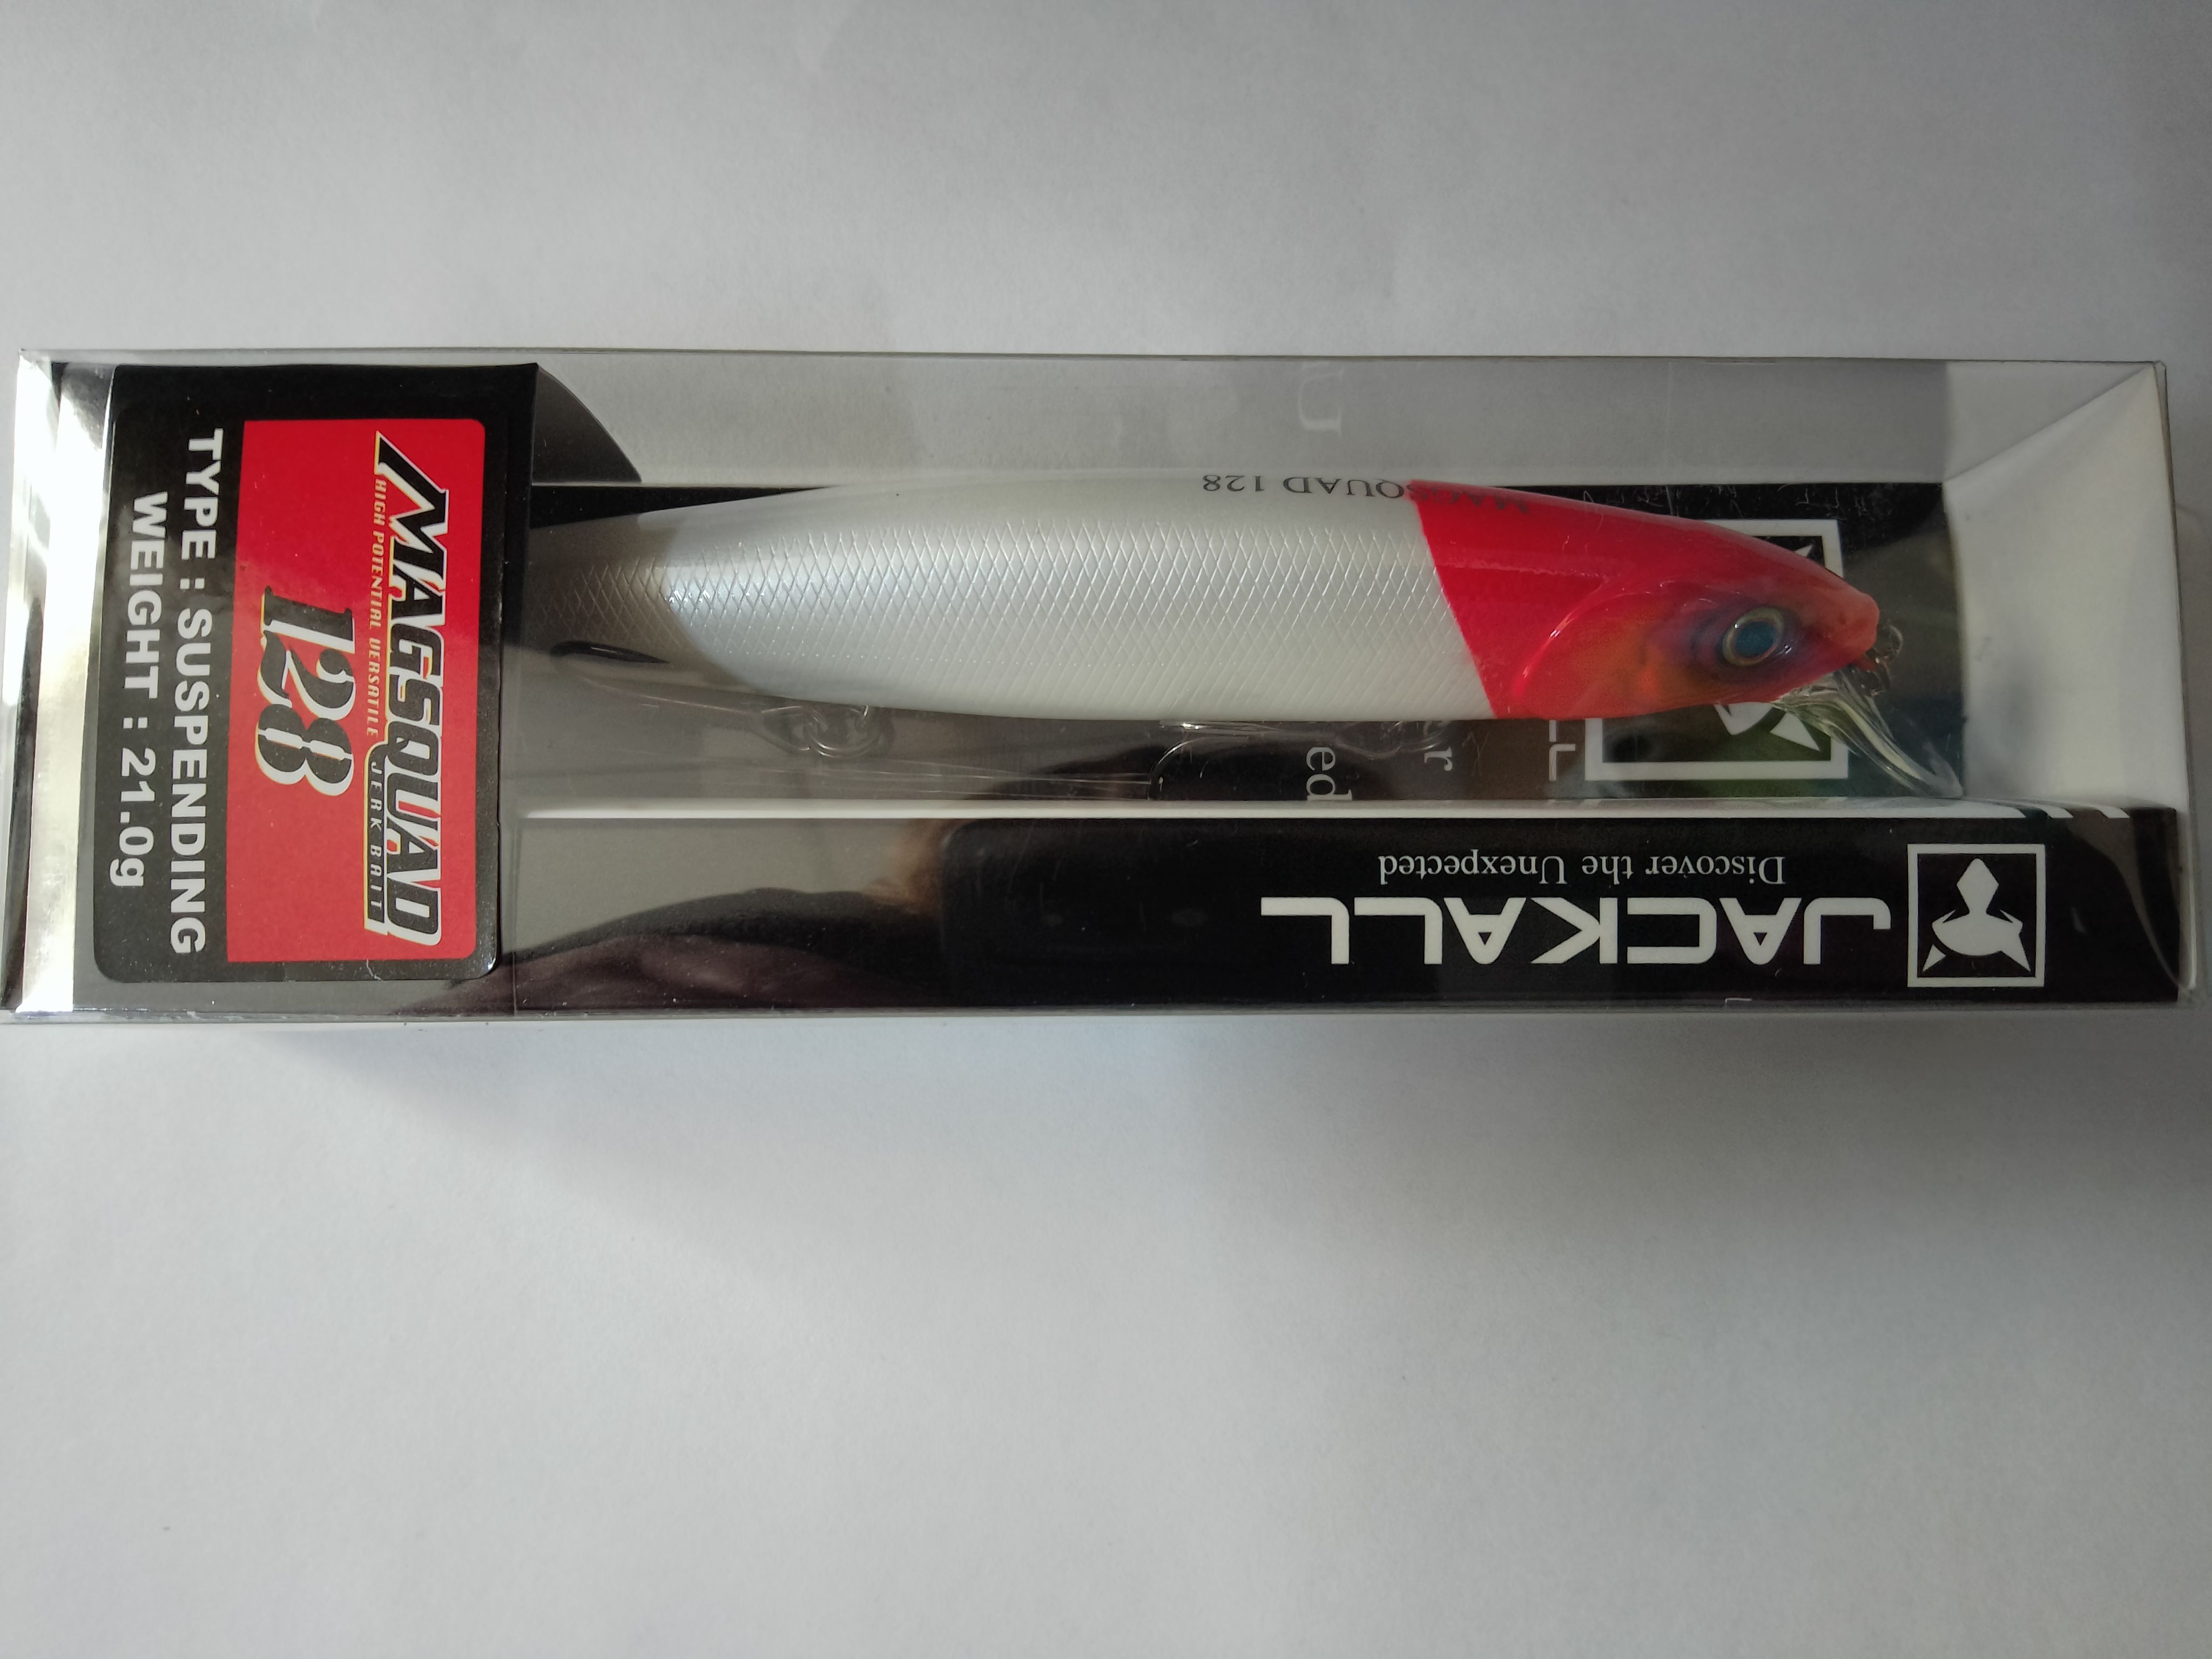 MAGSQUAD
HIGH POTENTIAL VERSATILE JERK BAIT
128
TYPE : SUSPENDING
WEIGHT : 21.0g
MAGSQUAD 128
JACKALL
Discover the Unexpected